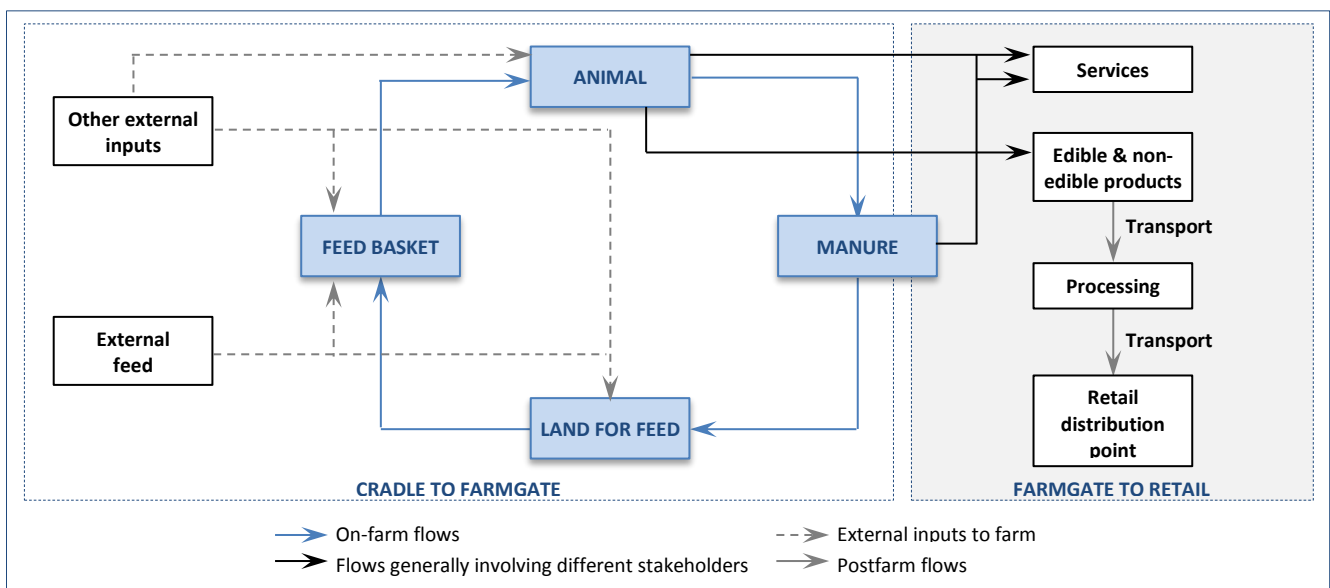 ANIMAL
Services
Other external
inputs
Edible & non-
edible products
Transport
FEED BASKET
MANURE
Processing
External
feed
Transport
LAND FOR FEED
Retail
distribution
point
CRADLE TO FARMGATE
FARMGATE TO RETAIL
On-farm flows
External inputs to farm
Flows generally involving different stakeholders
Postfarm flows